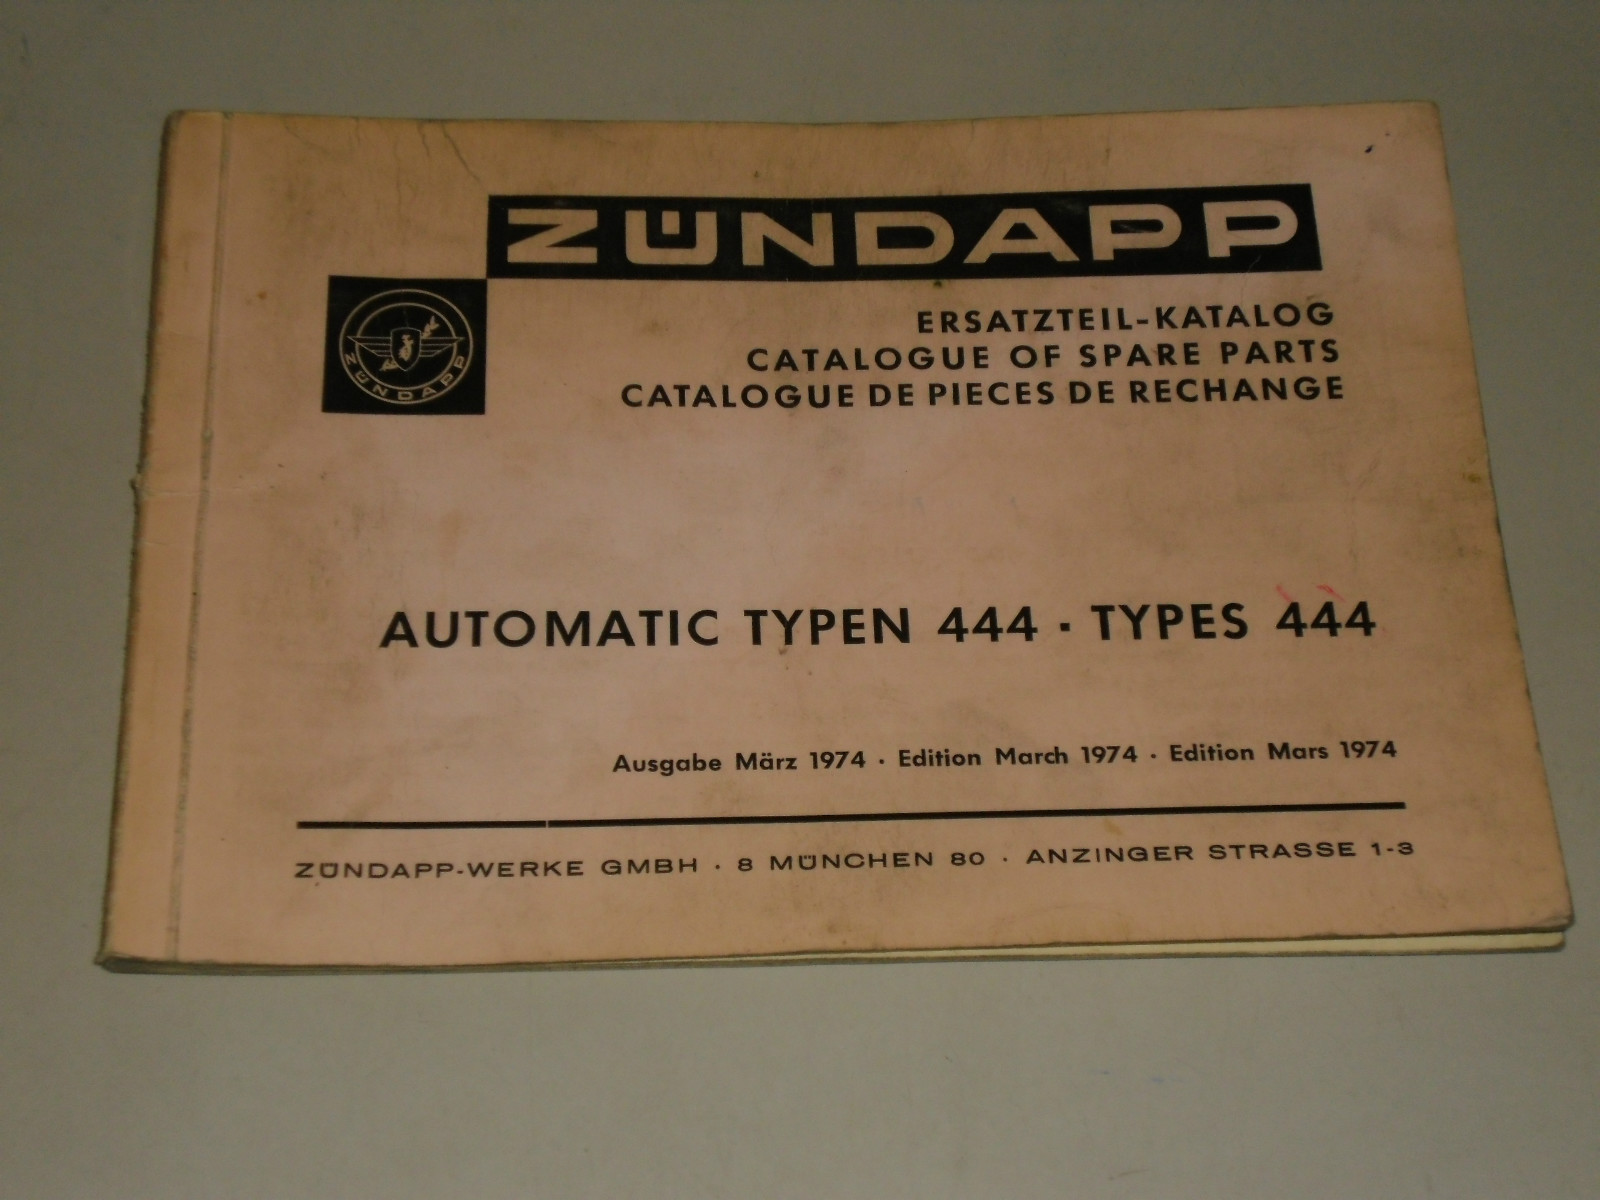 ZÜNDAPP
ZÜNDAPP
ERSATZTEIL-KATALOG
CATALOGUE OF SPARE PARTS
CATALOGUE DE PIECES DE RECHANGE
AUTOMATIC TYPEN 444 · TYPES 444
Ausgabe März 1974 · Edition March 1974 · Edition Mars 1974
ZÜNDAPP-WERKE GMBH · 8 MÜNCHEN 80 · ANZINGER STRASSE 1-3